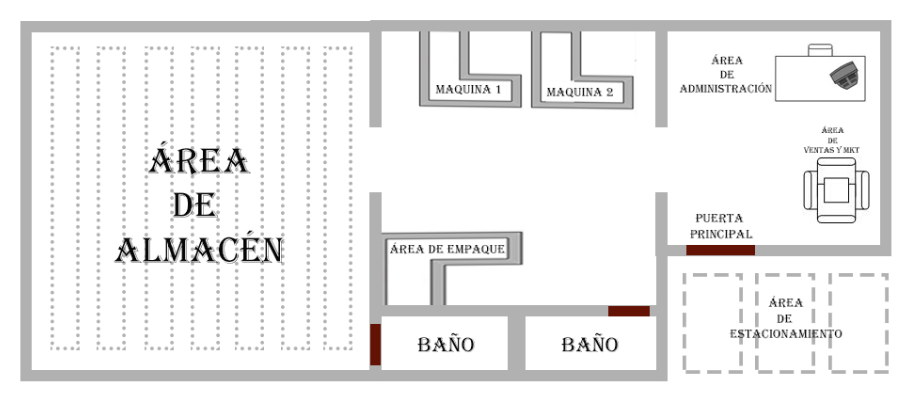 ÁREA
DE
ALMACÉN
MAQUINA 1
MAQUINA 2
ÁREA DE EMPAQUE
BAÑO
BAÑO
ÁREA
DE
ADMINISTRACIÓN
ÁREA
DE
VENTAS Y MKT
PUERTA
PRINCIPAL
ÁREA
DE
ESTACIONAMIENTO